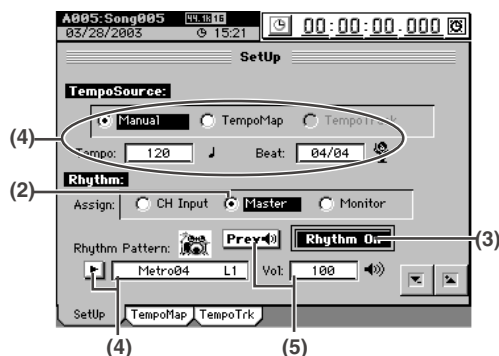 A005:Song005 44.1k 16
03/28/2003 15:21 00:00:00.000
SetUp
TempoSource:
Manual TempoMap TempoTrack
(4)
Tempo: 120 Beat: 04/04
(2)
Rhythm:
Assign: CH Input Master Monitor
Rhythm Pattern: Prev Rhythm On
(3)
Metro04 L1 Vol: 100
SetUp TempoMap TempoTrk
(4) (5)